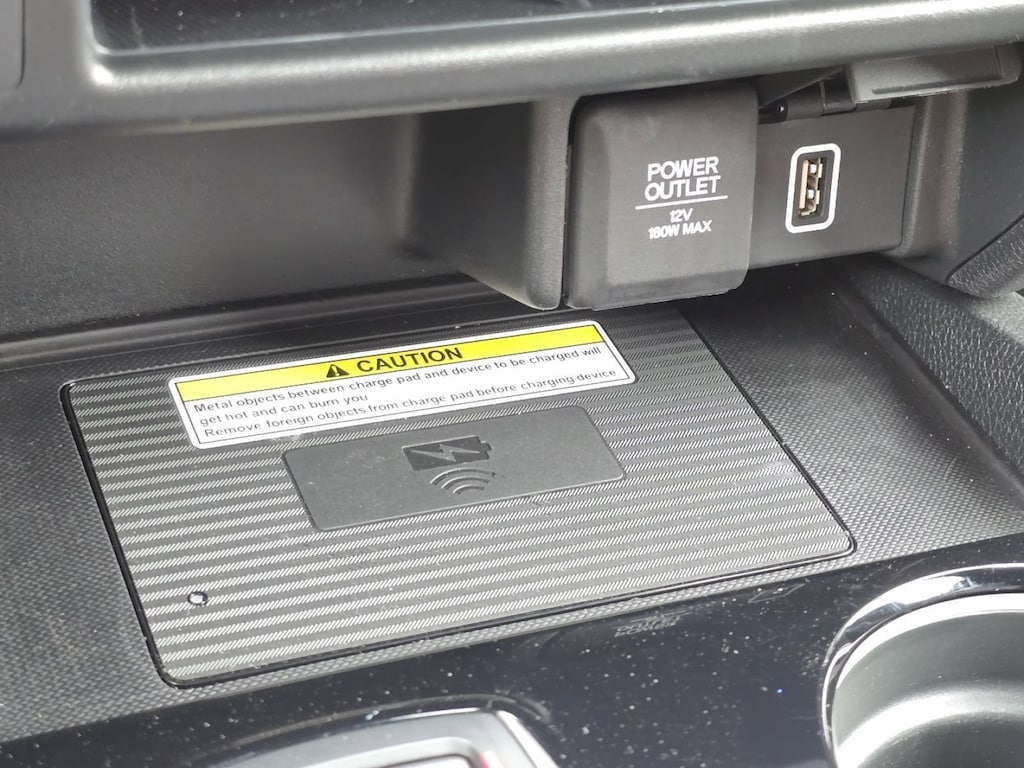 POWER
OUTLET
12V
180W MAX
CAUTION
Metal objects between charge pad and device to be charged will
get hot and can burn you
Remove foreign objects from charge pad before charging device